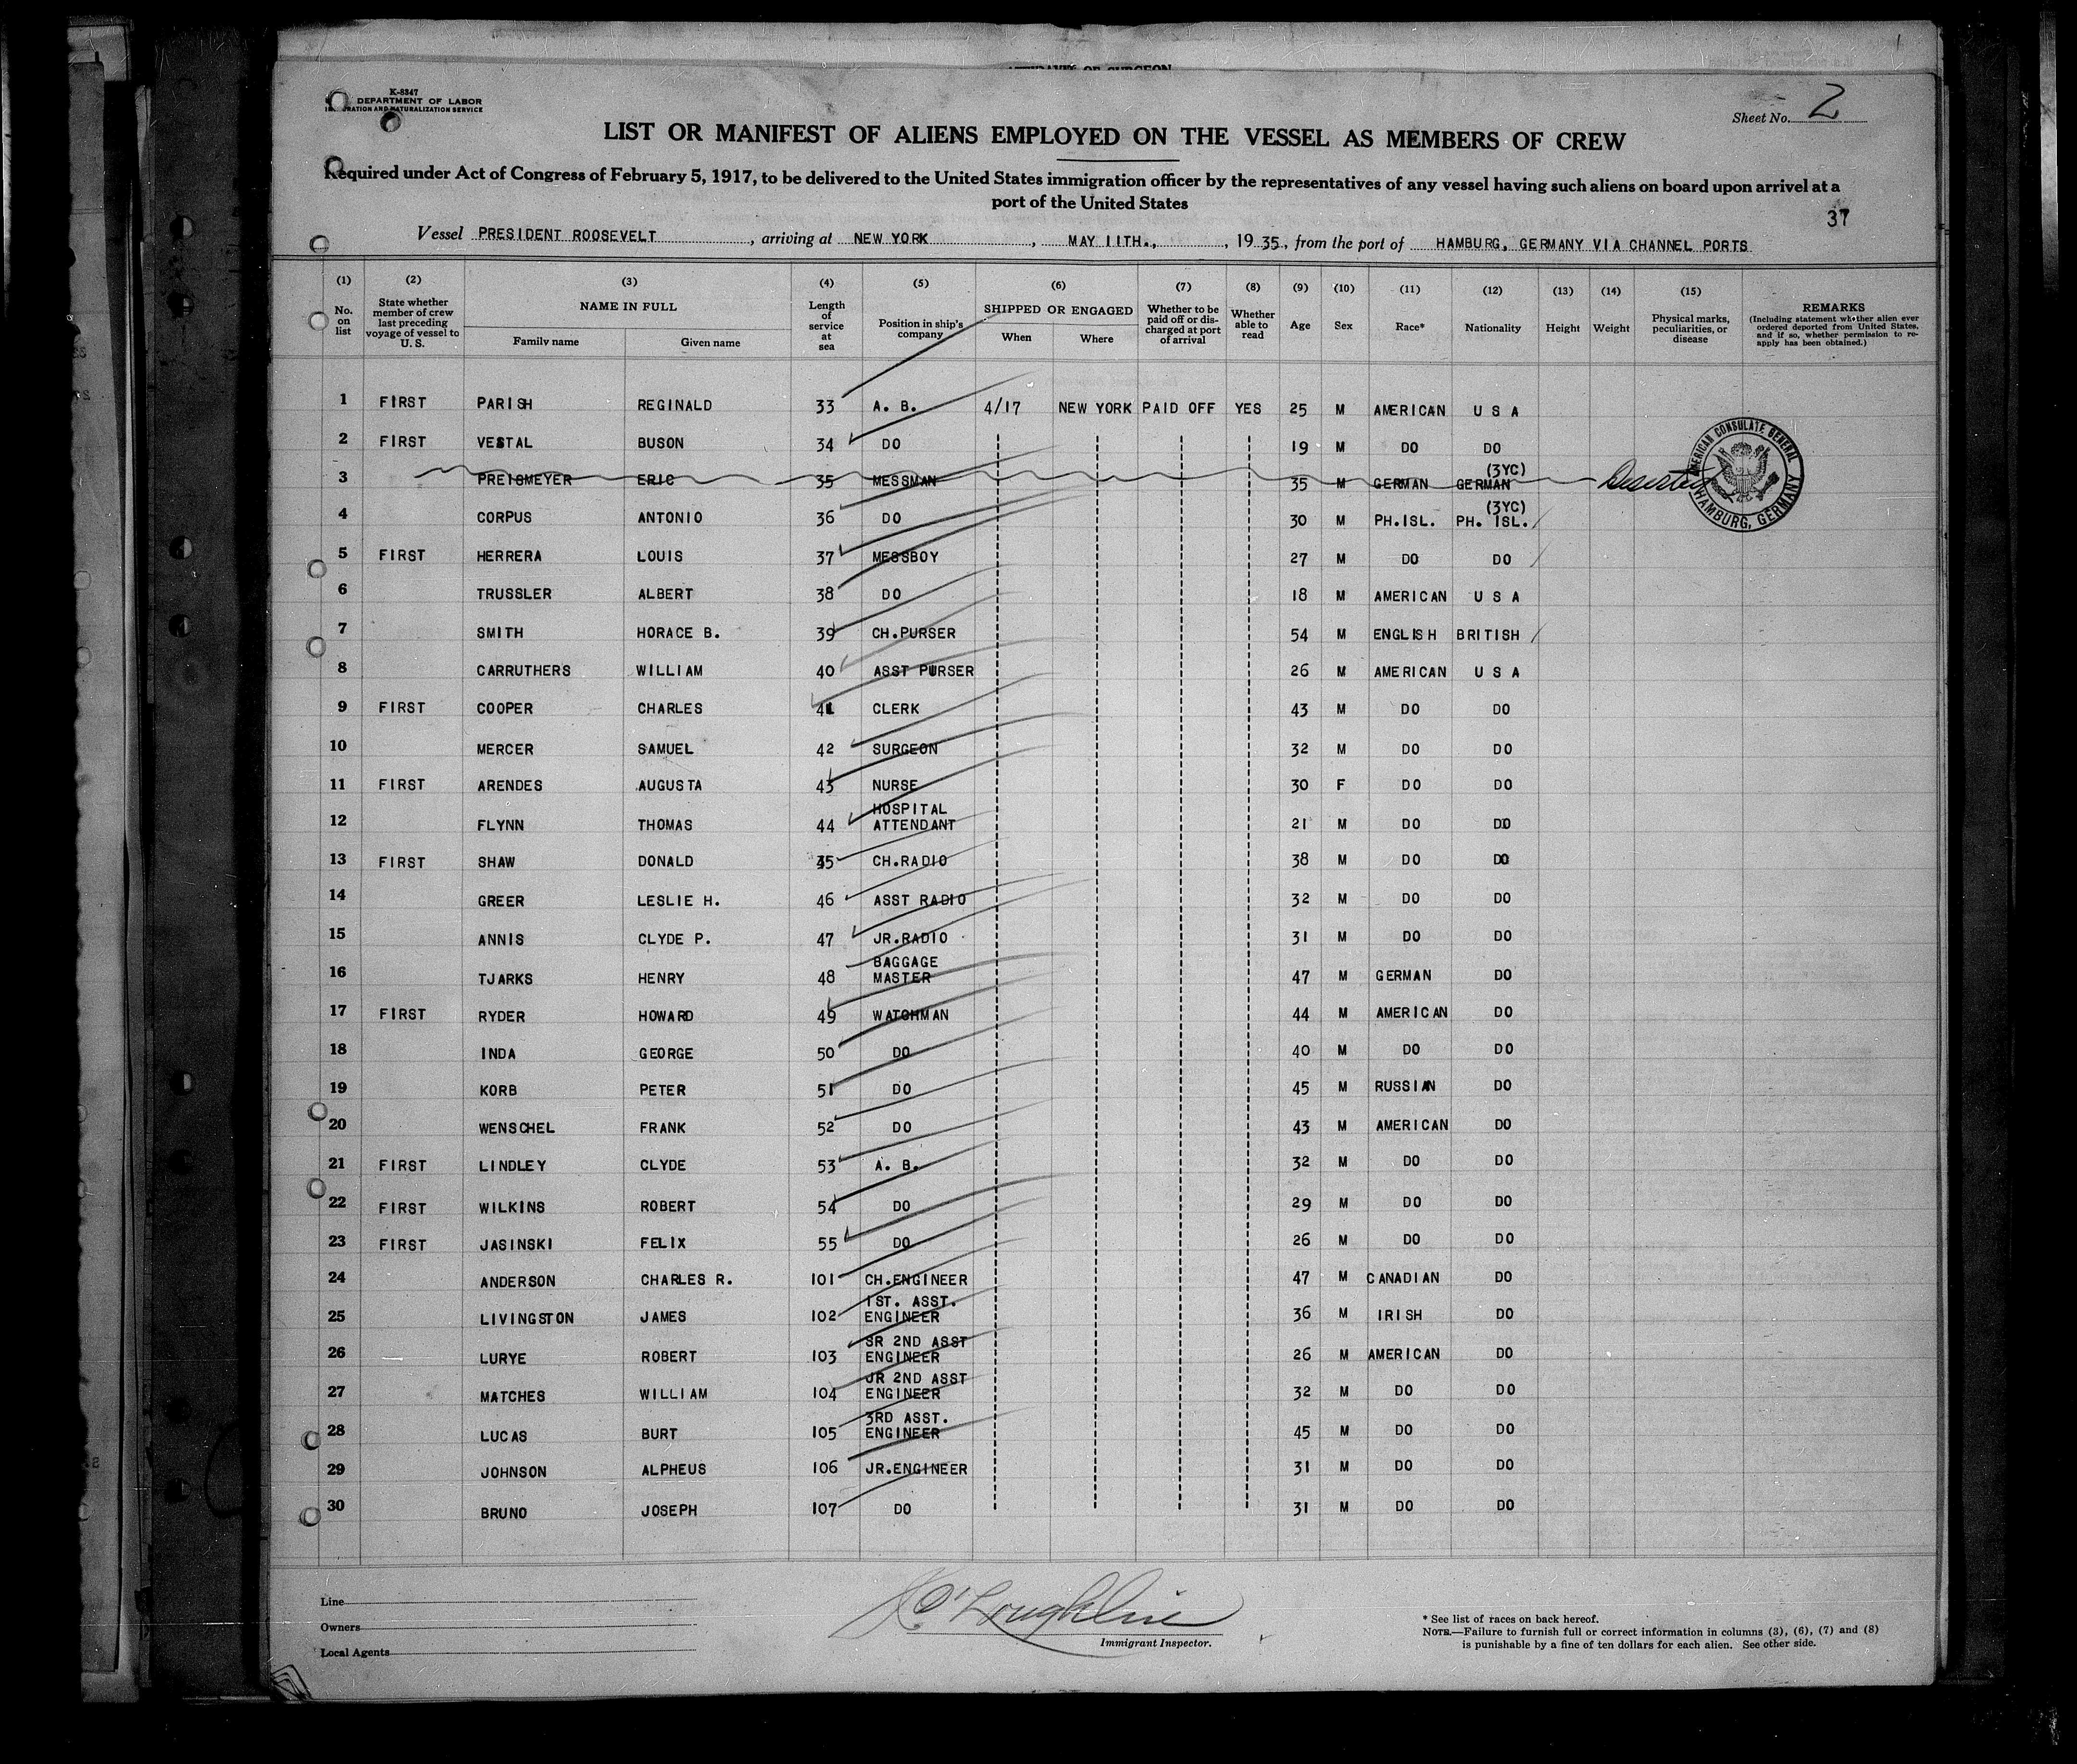 AFFIDAVIT OF SURGEON
K-8347
DEPARTMENT OF LABOR
IMMIGRATION AND NATURALIZATION SERVICE
Sheet No. 2
LIST OR MANIFEST OF ALIENS EMPLOYED ON THE VESSEL AS MEMBERS OF CREW
Required under Act of Congress of February 5, 1917, to be delivered to the United States immigration officer by the representatives of any vessel having such aliens on board upon arrival at a
port of the United States
37
Vessel PRESIDENT ROOSEVELT, arriving at NEW YORK, MAY 11TH., 1935, from the port of HAMBURG, GERMANY VIA CHANNEL PORTS
(1) (2) (3) (4) (5) (6) (7) (8) (9) (10) (11) (12) (13) (14) (15)
No. on list
State whether member of crew last preceding voyage of vessel to U. S.
NAME IN FULL
Family name Given name
Length of service at sea
Position in ship's company
SHIPPED OR ENGAGED
When Where
Whether to be paid off or discharged at port of arrival
Whether able to read
Age
Sex
Race*
Nationality
Height
Weight
Physical marks, peculiarities, or disease
REMARKS
(Including statement whether alien ever ordered deported from United States, and if so, whether permission to re-apply has been obtained.)
1 FIRST PARISH REGINALD 33 A. B. 4/17 NEW YORK PAID OFF YES 25 M AMERICAN U S A
2 FIRST VESTAL BUSON 34 DO 19 M DO DO
3 PREISMEYER ERIC 35 MESSMAN 35 M GERMAN GERMAN (3YC) Deserted
AMERICAN CONSULATE GENERAL HAMBURG, GERMANY
4 CORPUS ANTONIO 36 DO 30 M PH.ISL. PH. ISL. (3YC)
5 FIRST HERRERA LOUIS 37 MESSBOY 27 M DO DO
6 TRUSSLER ALBERT 38 DO 18 M AMERICAN U S A
7 SMITH HORACE B. 39 CH.PURSER 54 M ENGLISH BRITISH
8 CARRUTHERS WILLIAM 40 ASST PURSER 26 M AMERICAN U S A
9 FIRST COOPER CHARLES 41 CLERK 43 M DO DO
10 MERCER SAMUEL 42 SURGEON 32 M DO DO
11 FIRST ARENDES AUGUSTA 43 NURSE 30 F DO DO
12 FLYNN THOMAS 44 HOSPITAL ATTENDANT 21 M DO DO
13 FIRST SHAW DONALD 45 CH.RADIO 38 M DO DO
14 GREER LESLIE H. 46 ASST RADIO 32 M DO DO
15 ANNIS CLYDE P. 47 JR.RADIO 31 M DO DO
16 TJARKS HENRY 48 BAGGAGE MASTER 47 M GERMAN DO
17 FIRST RYDER HOWARD 49 WATCHMAN 44 M AMERICAN DO
18 INDA GEORGE 50 DO 40 M DO DO
19 KORB PETER 51 DO 45 M RUSSIAN DO
20 WENSCHEL FRANK 52 DO 43 M AMERICAN DO
21 FIRST LINDLEY CLYDE 53 A. B. 32 M DO DO
22 FIRST WILKINS ROBERT 54 DO 29 M DO DO
23 FIRST JASINSKI FELIX 55 DO 26 M DO DO
24 ANDERSON CHARLES R. 101 CH.ENGINEER 47 M CANADIAN DO
25 LIVINGSTON JAMES 102 1ST. ASST. ENGINEER 36 M IRISH DO
26 LURYE ROBERT 103 SR 2ND ASST ENGINEER 26 M AMERICAN DO
27 MATCHES WILLIAM 104 JR 2ND ASST ENGINEER 32 M DO DO
28 LUCAS BURT 105 3RD ASST. ENGINEER 45 M DO DO
29 JOHNSON ALPHEUS 106 JR.ENGINEER 31 M DO DO
30 BRUNO JOSEPH 107 DO 31 M DO DO
Line
Owners
Local Agents
O'Loughlin
Immigrant Inspector.
* See list of races on back hereof.
NOTE.—Failure to furnish full or correct information in columns (3), (6), (7) and (8)
is punishable by a fine of ten dollars for each alien. See other side.